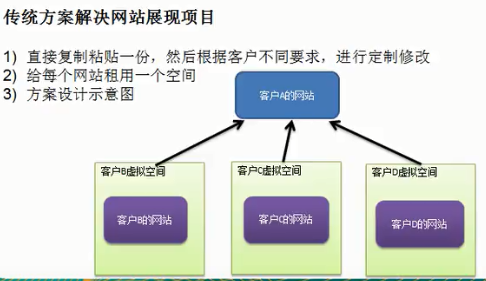 传统方案解决网站展现项目
1) 直接复制粘贴一份，然后根据客户不同要求，进行定制修改
2) 给每个网站租用一个空间
3) 方案设计示意图
客户A的网站
客户B虚拟空间
客户C虚拟空间
客户D虚拟空间
客户B的网站
客户C的网站
客户D的网站